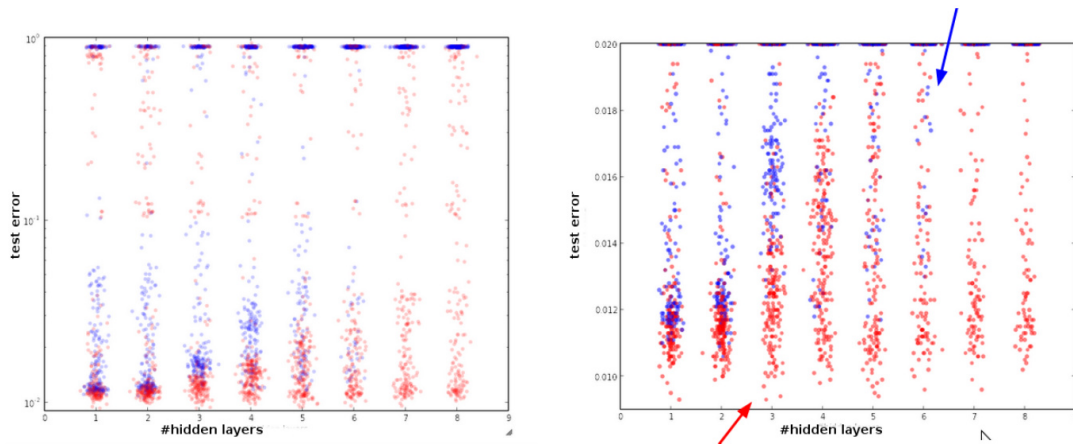 10⁰
10⁻¹
10⁻²
test error
0 1 2 3 4 5 6 7 8 9
#hidden layers
0.020
0.018
0.016
0.014
0.012
0.010
test error
0 1 2 3 4 5 6 7 8
#hidden layers